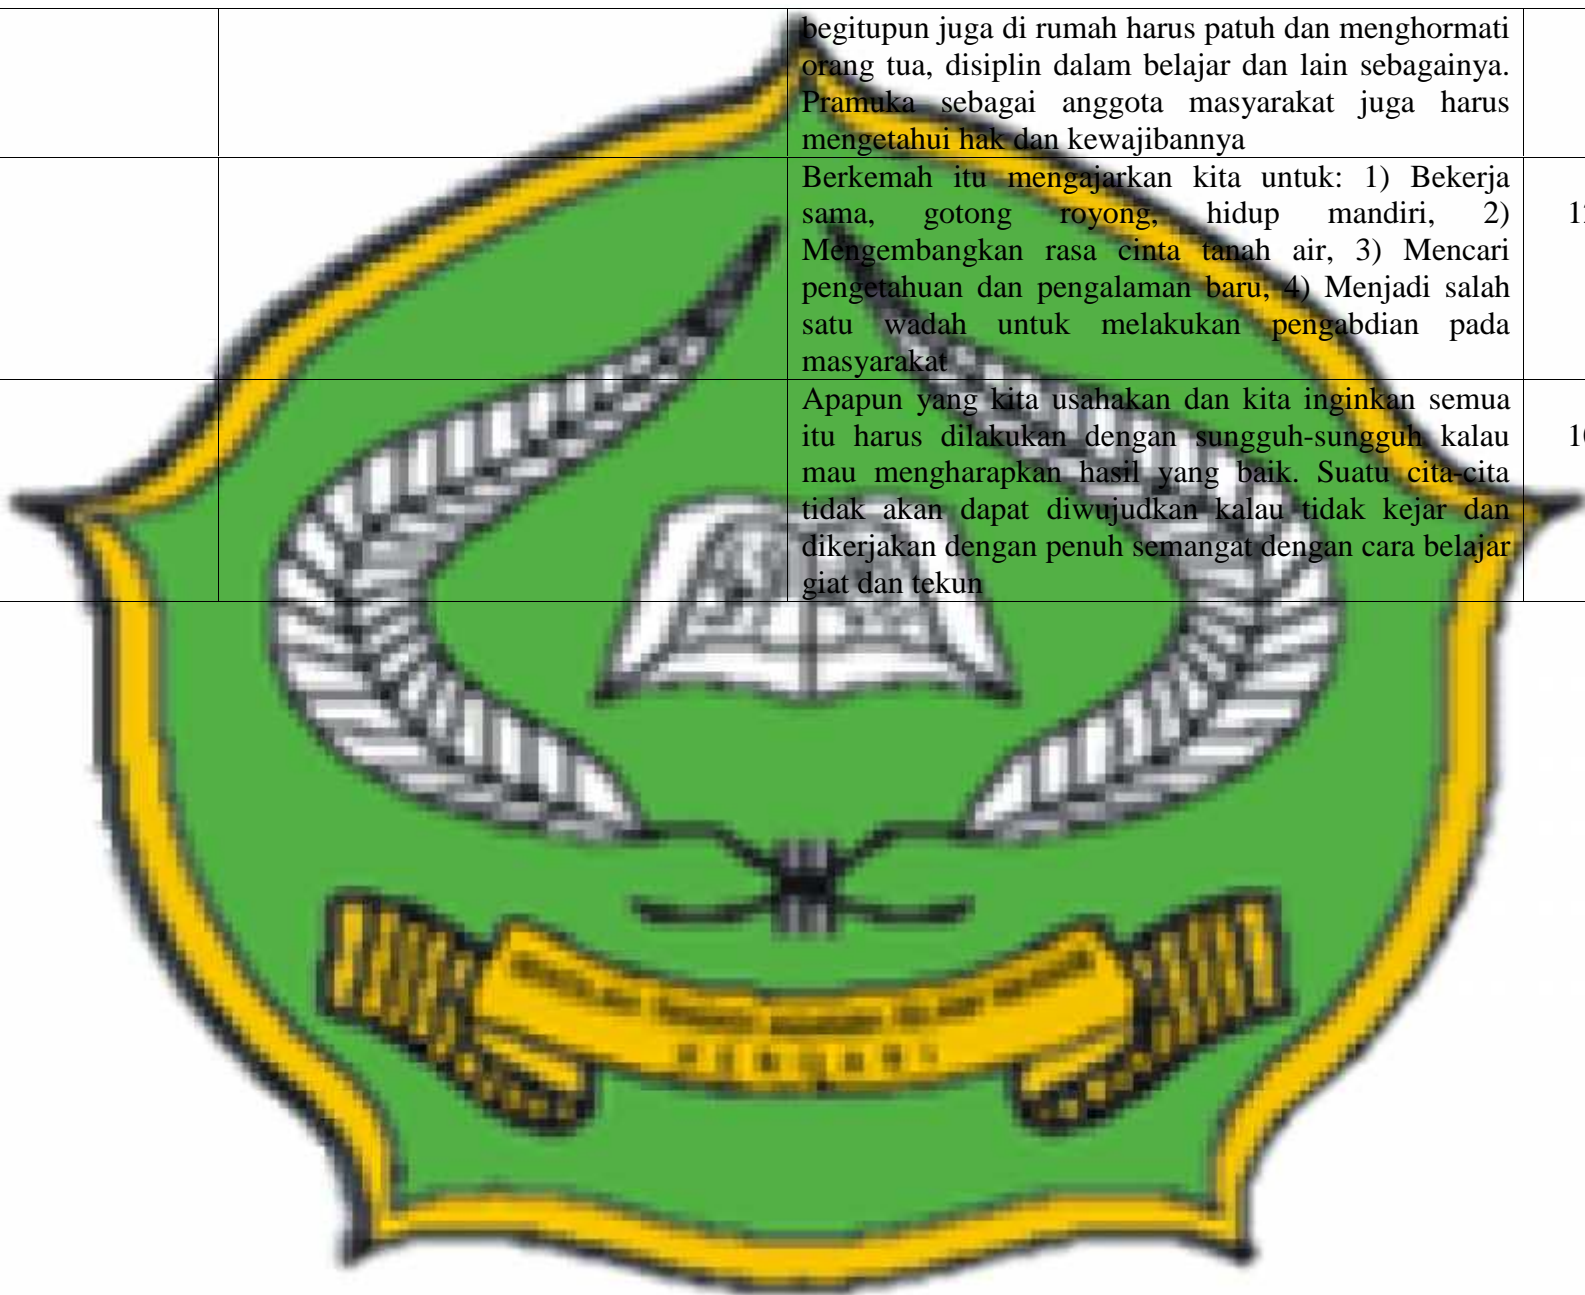 begitupun juga di rumah harus patuh dan menghormati
orang tua, disiplin dalam belajar dan lain sebagainya.
Pramuka sebagai anggota masyarakat juga harus
mengetahui hak dan kewajibannya
Berkemah itu mengajarkan kita untuk: 1) Bekerja
sama, gotong royong, hidup mandiri, 2)
Mengembangkan rasa cinta tanah air, 3) Mencari
pengetahuan dan pengalaman baru, 4) Menjadi salah
satu wadah untuk melakukan pengabdian pada
masyarakat
Apapun yang kita usahakan dan kita inginkan semua
itu harus dilakukan dengan sungguh-sungguh kalau
mau mengharapkan hasil yang baik. Suatu cita-cita
tidak akan dapat diwujudkan kalau tidak kejar dan
dikerjakan dengan penuh semangat dengan cara belajar
giat dan tekun